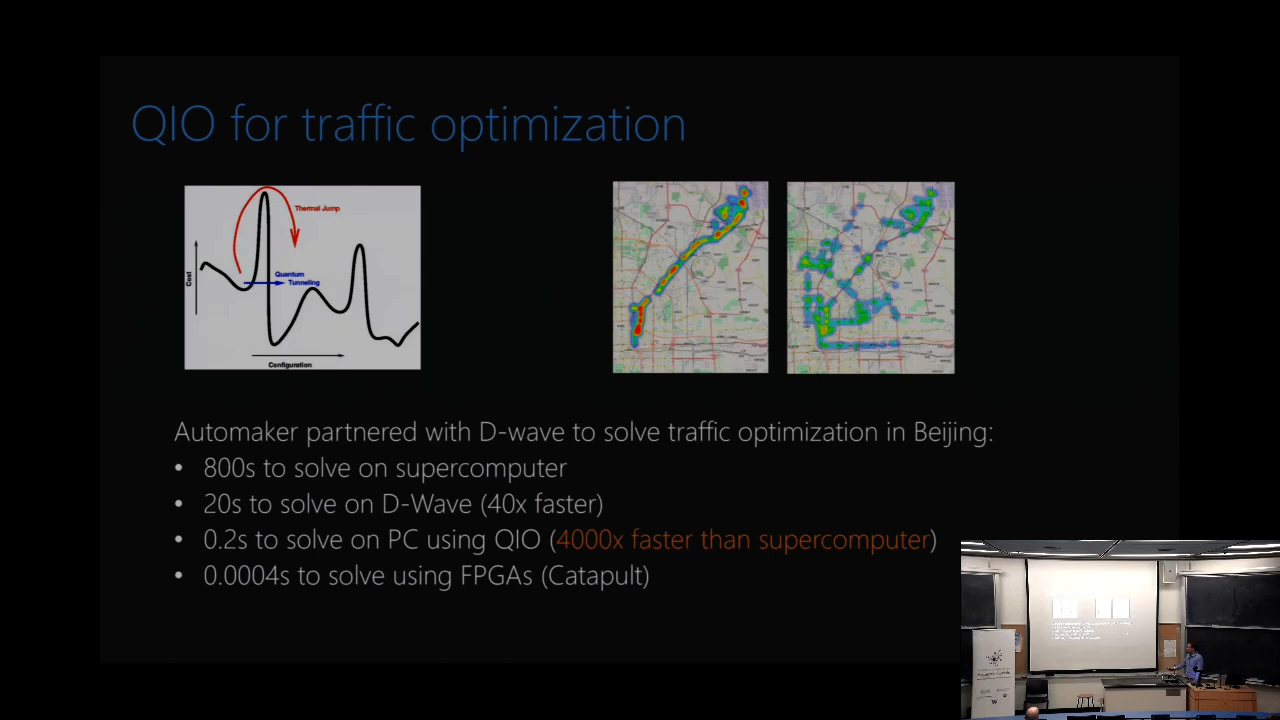 QIO for traffic optimization
Thermal Jump
Cost
Quantum
Tunneling
Configuration
Automaker partnered with D-wave to solve traffic optimization in Beijing:
• 800s to solve on supercomputer
• 20s to solve on D-Wave (40x faster)
• 0.2s to solve on PC using QIO (4000x faster than supercomputer)
• 0.0004s to solve using FPGAs (Catapult)